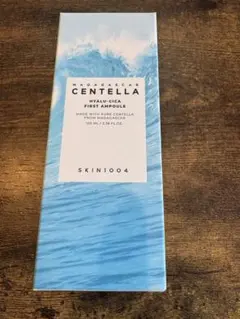 MADAGASCAR
CENTELLA
HYALU-CICA
FIRST AMPOULE
MADE WITH PURE CENTELLA
FROM MADAGASCAR
SKIN1004